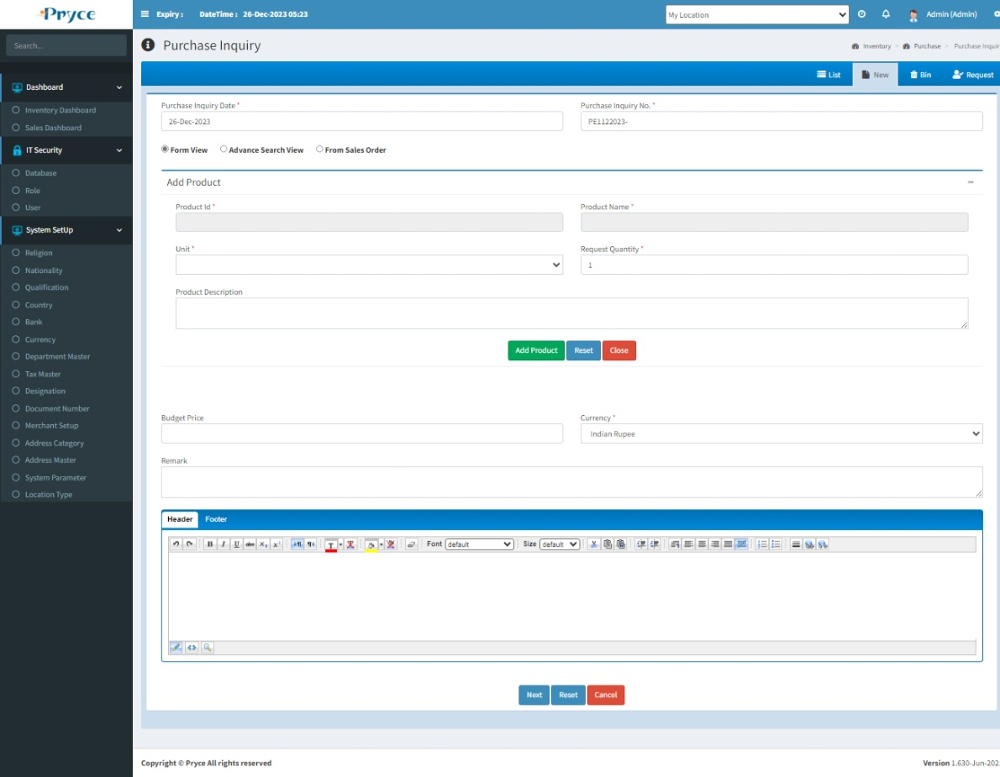 Pryce
Expiry : DateTime : 26-Dec-2023 05:23
My Location
Admin (Admin)
Search...
Dashboard
Inventory Dashboard
Sales Dashboard
IT Security
Database
Role
User
System SetUp
Religion
Nationality
Qualification
Country
Bank
Currency
Department Master
Tax Master
Designation
Document Number
Merchant Setup
Address Category
Address Master
System Parameter
Location Type
Purchase Inquiry
Inventory > Purchase > Purchase Inquir
List New Bin Request
Purchase Inquiry Date * Purchase Inquiry No. *
26-Dec-2023 PE1122023-
Form View Advance Search View From Sales Order
Add Product
Product Id * Product Name *
Unit * Request Quantity *
1
Product Description
Add Product Reset Close
Budget Price Currency *
Indian Rupee
Remark
Header Footer
B I U abc X, X' T Font default Size default
Next Reset Cancel
Copyright © Pryce All rights reserved
Version 1.630-Jun-202